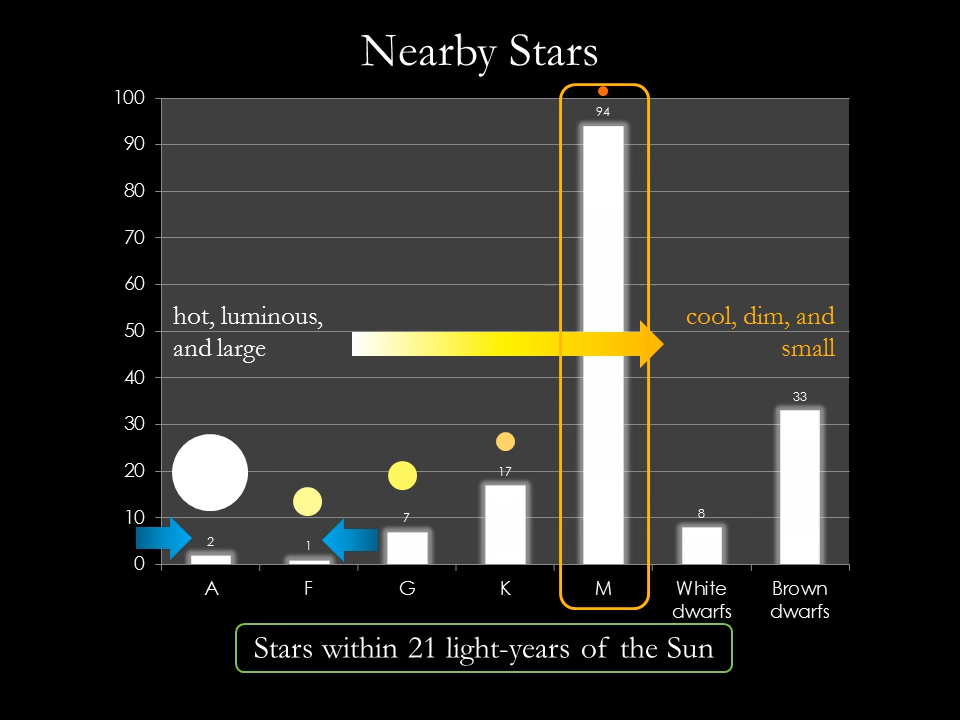 Nearby Stars
100
90
80
70
60
50
40
30
20
10
0
hot, luminous,
and large
cool, dim, and
small
2
1
7
17
94
8
33
A
F
G
K
M
White
dwarfs
Brown
dwarfs
Stars within 21 light-years of the Sun